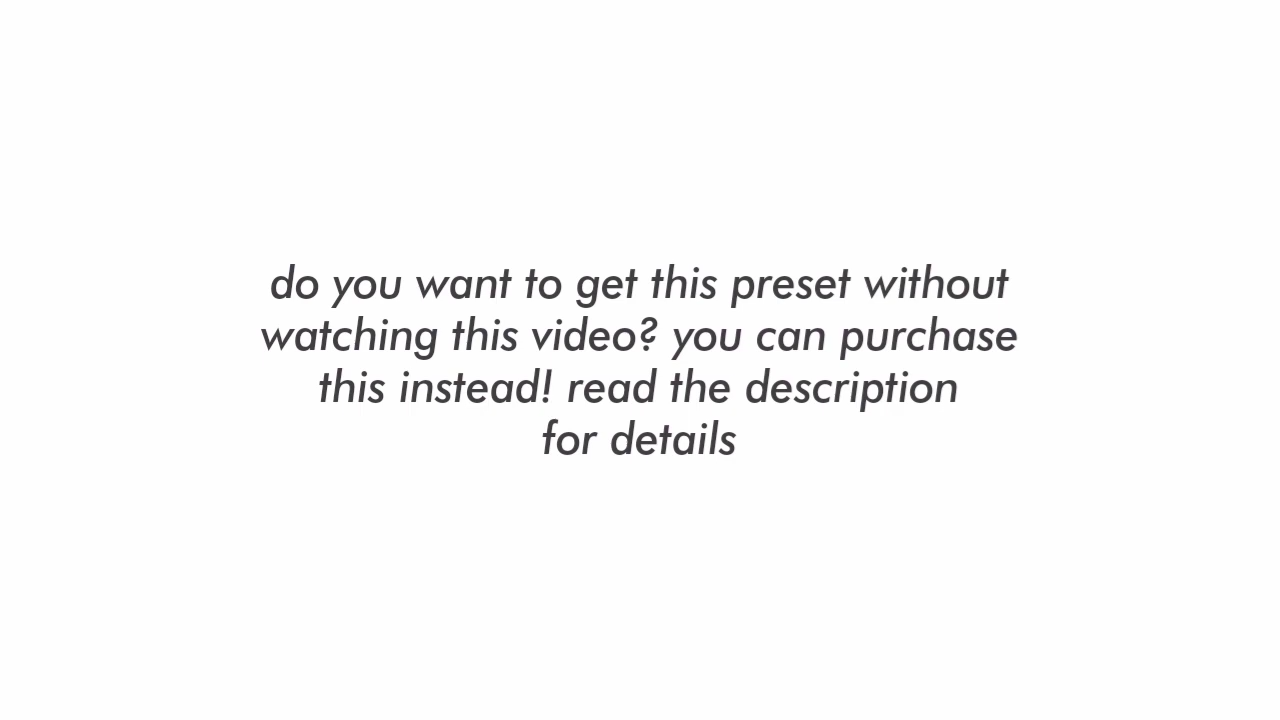 do you want to get this preset without
watching this video? you can purchase
this instead! read the description
for details